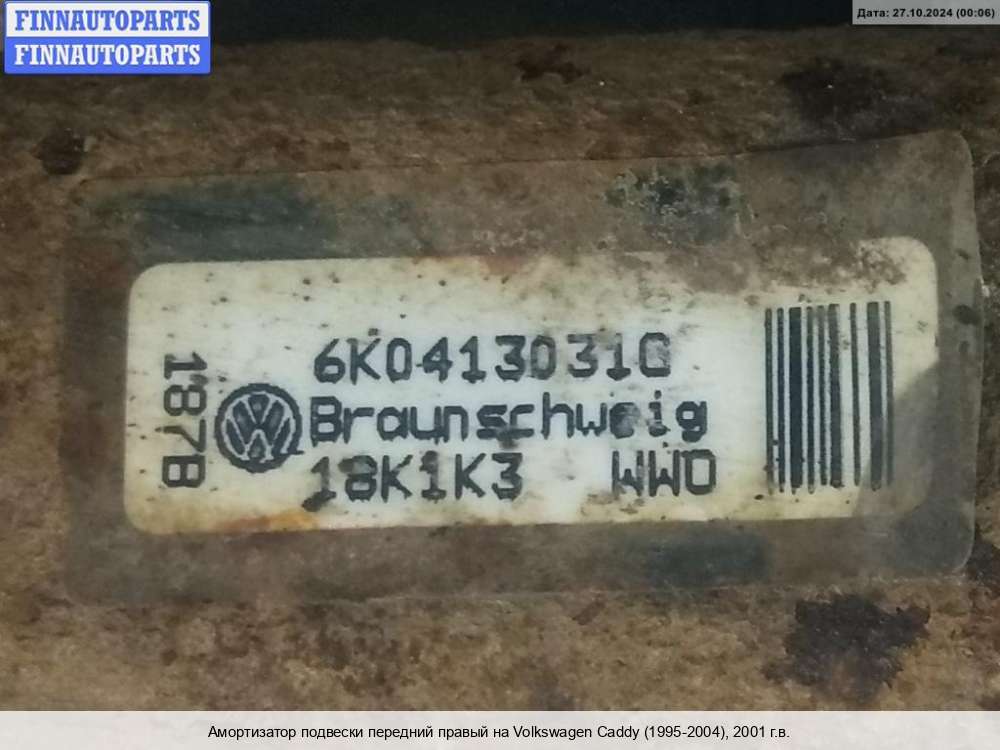 FINNAUTOPARTS
FINNAUTOPARTS
Дата: 27.10.2024 (00:06)
187B
6K0413031G
Braunschweig
18K1K3 WWO
Амортизатор подвески передний правый на Volkswagen Caddy (1995-2004), 2001 г.в.